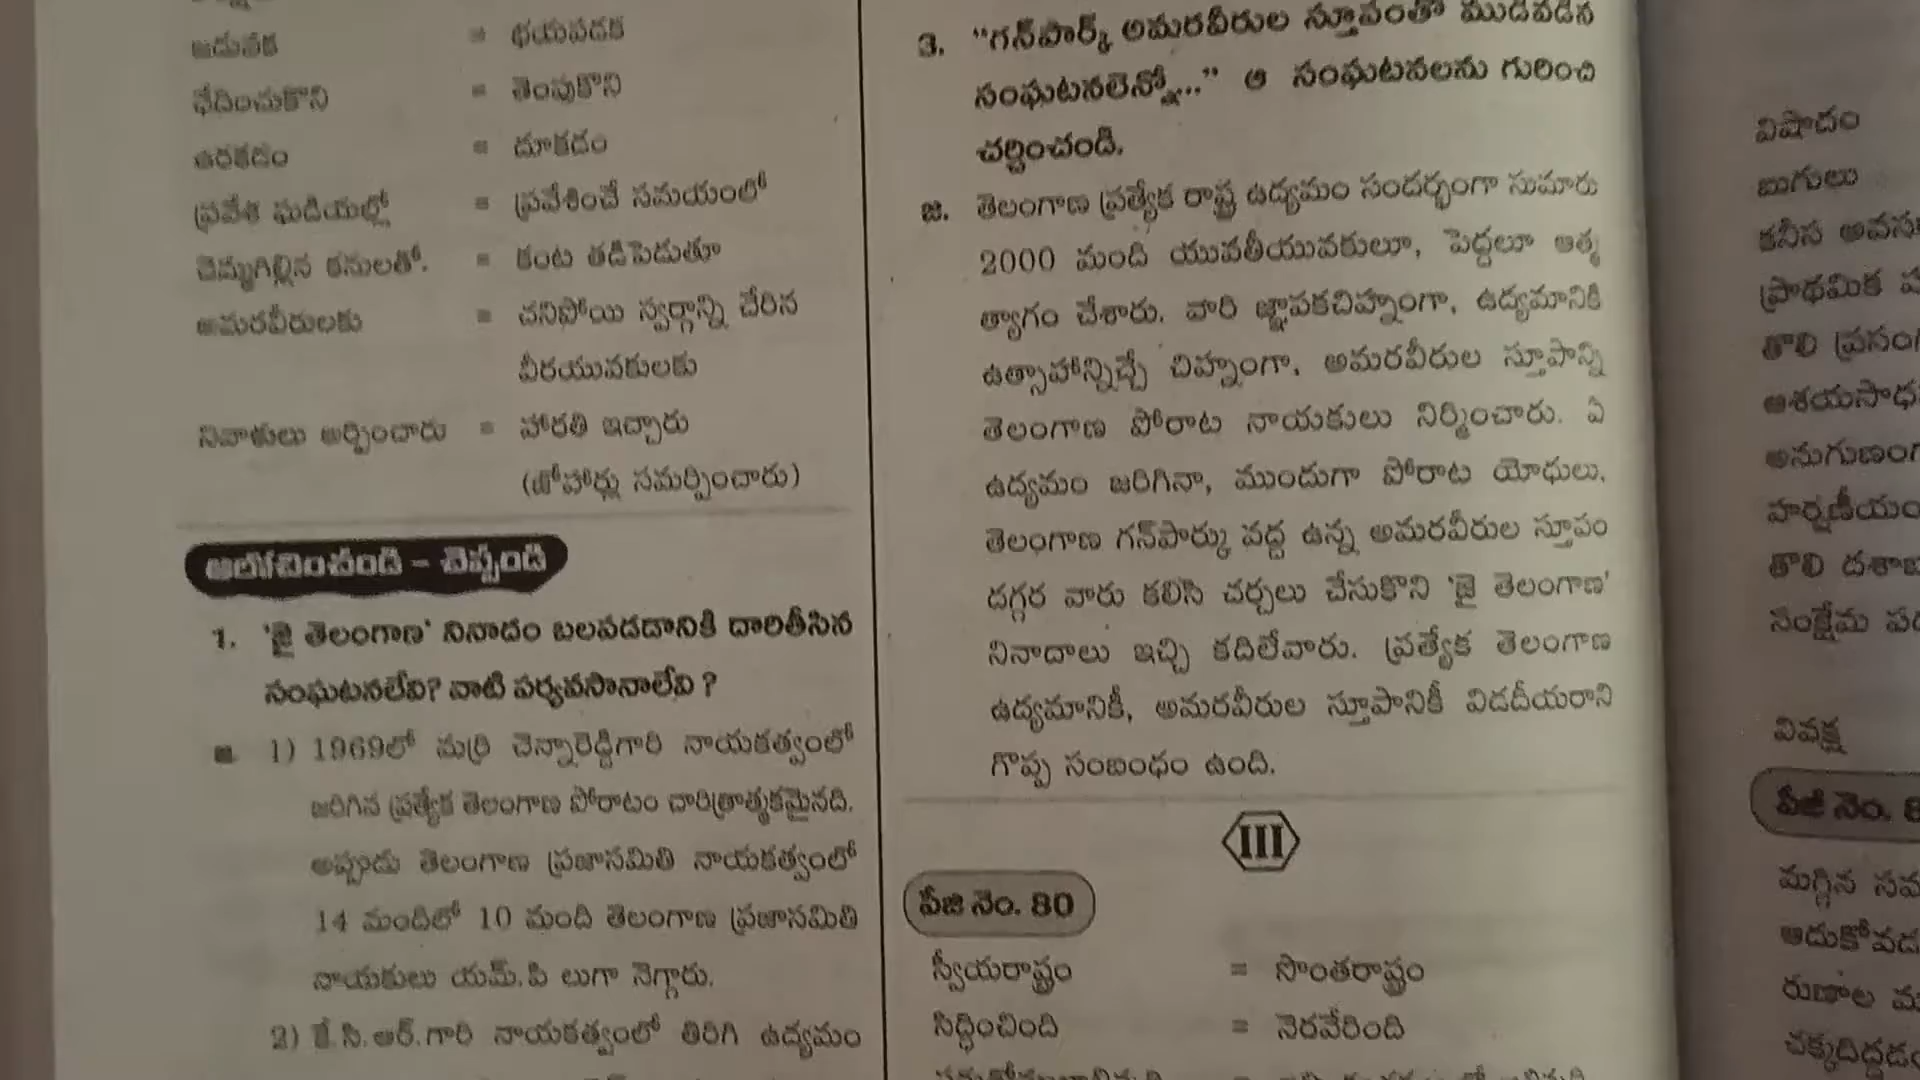 జడువక = భయపడక
ఛేదించుకొని = తెంపుకొని
ఉరకడం = దూకడం
ప్రవేశ ఘడియల్లో = ప్రవేశించే సమయంలో
చెమ్మగిల్లిన కనులతో. = కంట తడిపెడుతూ
అమరవీరులకు = చనిపోయి స్వర్గాన్ని చేరిన
వీరయువకులకు
నివాళులు అర్పించారు = హారతి ఇచ్చారు
(జోహార్లు సమర్పించారు)
ఆలోచించండి – చెప్పండి
1. 'జై తెలంగాణ' నినాదం బలపడడానికి దారితీసిన
సంఘటనలేవి? వాటి పర్యవసానాలేవి ?
జ. 1) 1969లో మర్రి చెన్నారెడ్డిగారి నాయకత్వంలో
జరిగిన ప్రత్యేక తెలంగాణ పోరాటం చారిత్రాత్మకమైనది.
అప్పుడు తెలంగాణ ప్రజాసమితి నాయకత్వంలో
14 మందిలో 10 మంది తెలంగాణ ప్రజాసమితి
నాయకులు యమ్.పి లుగా నెగ్గారు.
2) కే.సి.ఆర్.గారి నాయకత్వంలో తిరిగి ఉద్యమం
3. "గన్‌పార్క్ అమరవీరుల స్తూపంతో ముడిపడిన
సంఘటనలెన్నో..." ఆ సంఘటనలను గురించి
చర్చించండి.
జ. తెలంగాణ ప్రత్యేక రాష్ట్ర ఉద్యమం సందర్భంగా సుమారు
2000 మంది యువతీయువకులూ, పెద్దలూ ఆత్మ
త్యాగం చేశారు. వారి జ్ఞాపకచిహ్నంగా, ఉద్యమానికి
ఉత్సాహాన్నిచ్చే చిహ్నంగా, అమరవీరుల స్తూపాన్ని
తెలంగాణ పోరాట నాయకులు నిర్మించారు. ఏ
ఉద్యమం జరిగినా, ముందుగా పోరాట యోధులు,
తెలంగాణ గన్‌పార్కు వద్ద ఉన్న అమరవీరుల స్తూపం
దగ్గర వారు కలిసి చర్చలు చేసుకొని 'జై తెలంగాణ'
నినాదాలు ఇచ్చి కదిలేవారు. ప్రత్యేక తెలంగాణ
ఉద్యమానికీ, అమరవీరుల స్తూపానికీ విడదీయరాని
గొప్ప సంబంధం ఉంది.
III
పేజి నెం. 80
స్వీయరాష్ట్రం = సొంతరాష్ట్రం
సిద్ధించింది = నెరవేరింది
విషాదం
బుగులు
కనీస
ప్రాథమిక
తొలి
వివక్ష
పేజి నెం. 8
మగ్గిన
రుణాల